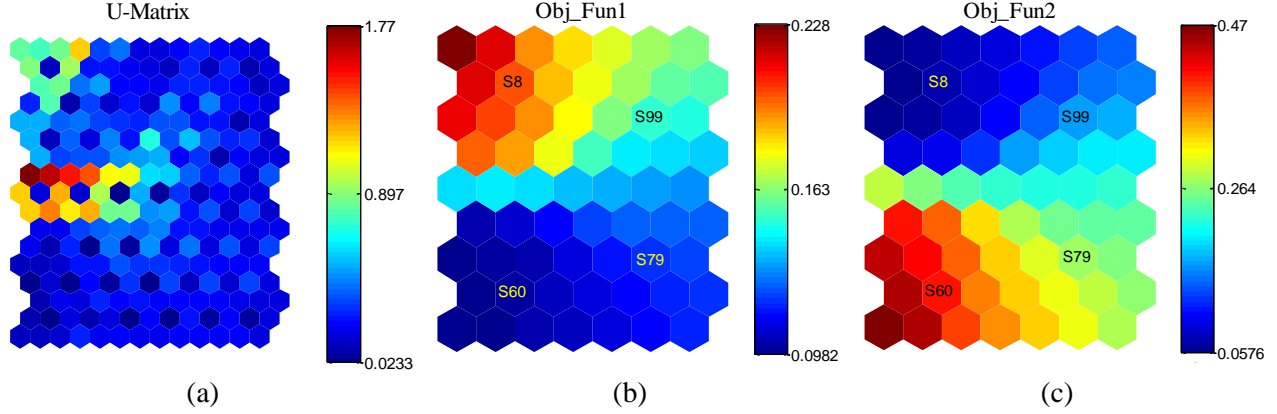 U-Matrix
1.77
0.897
0.0233
(a)
Obj_Fun1
S8
S99
S79
S60
0.228
0.163
0.0982
(b)
Obj_Fun2
S8
S99
S79
S60
0.47
0.264
0.0576
(c)